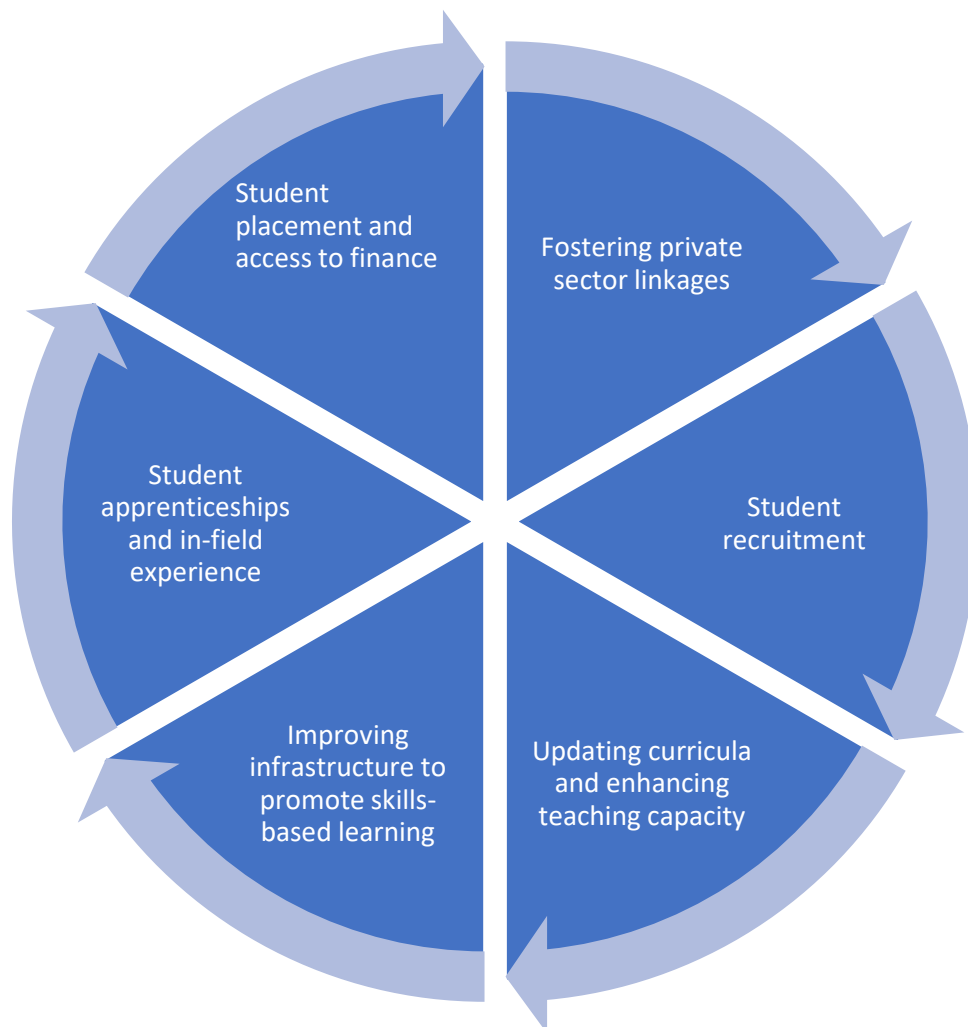 Student
placement and
access to finance
Fostering private
sector linkages
Student
recruitment
Updating curricula
and enhancing
teaching capacity
Improving
infrastructure to
promote skills-
based learning
Student
apprenticeships
and in-field
experience